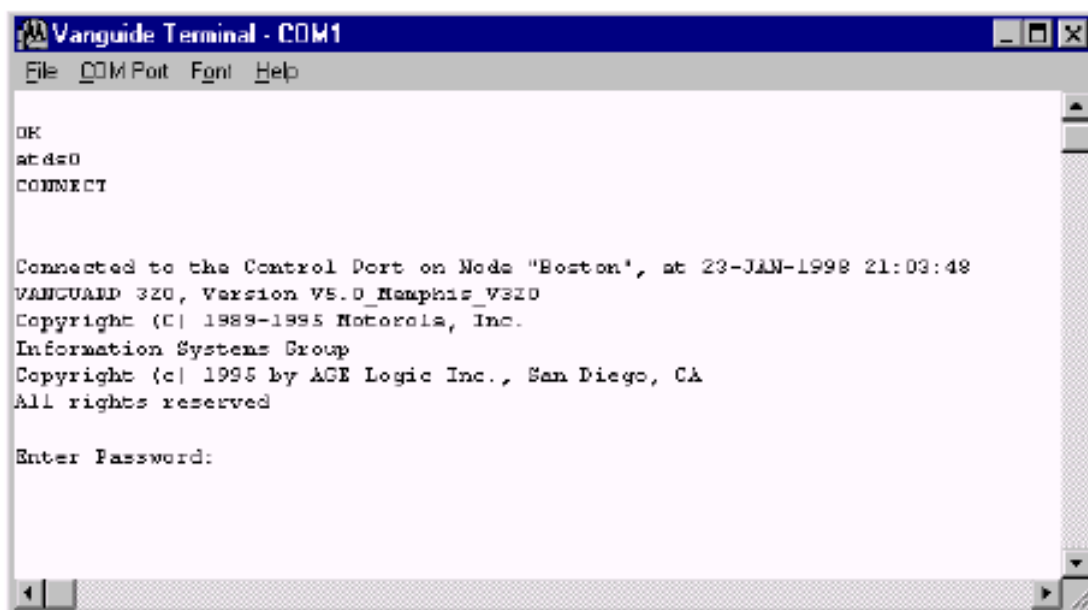 Vanguide Terminal - COM1
File COM Port Font Help
OK
atds0
CONNECT
Connected to the Control Port on Node "Boston", at 23-JAN-1998 21:03:48
VANGUARD 320, Version V5.0_Memphis_V320
Copyright (C) 1989-1995 Motorola, Inc.
Information Systems Group
Copyright (c) 1995 by AGE Logic Inc., San Diego, CA
All rights reserved
Enter Password: